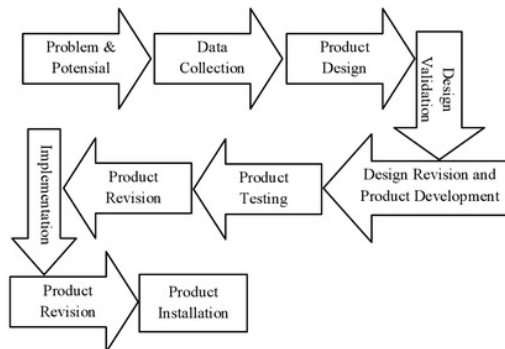 Problem &
Potensial
Data
Collection
Product
Design
Design
Validation
Design Revision and
Product Development
Product
Testing
Product
Revision
Implementation
Product
Revision
Product
Installation